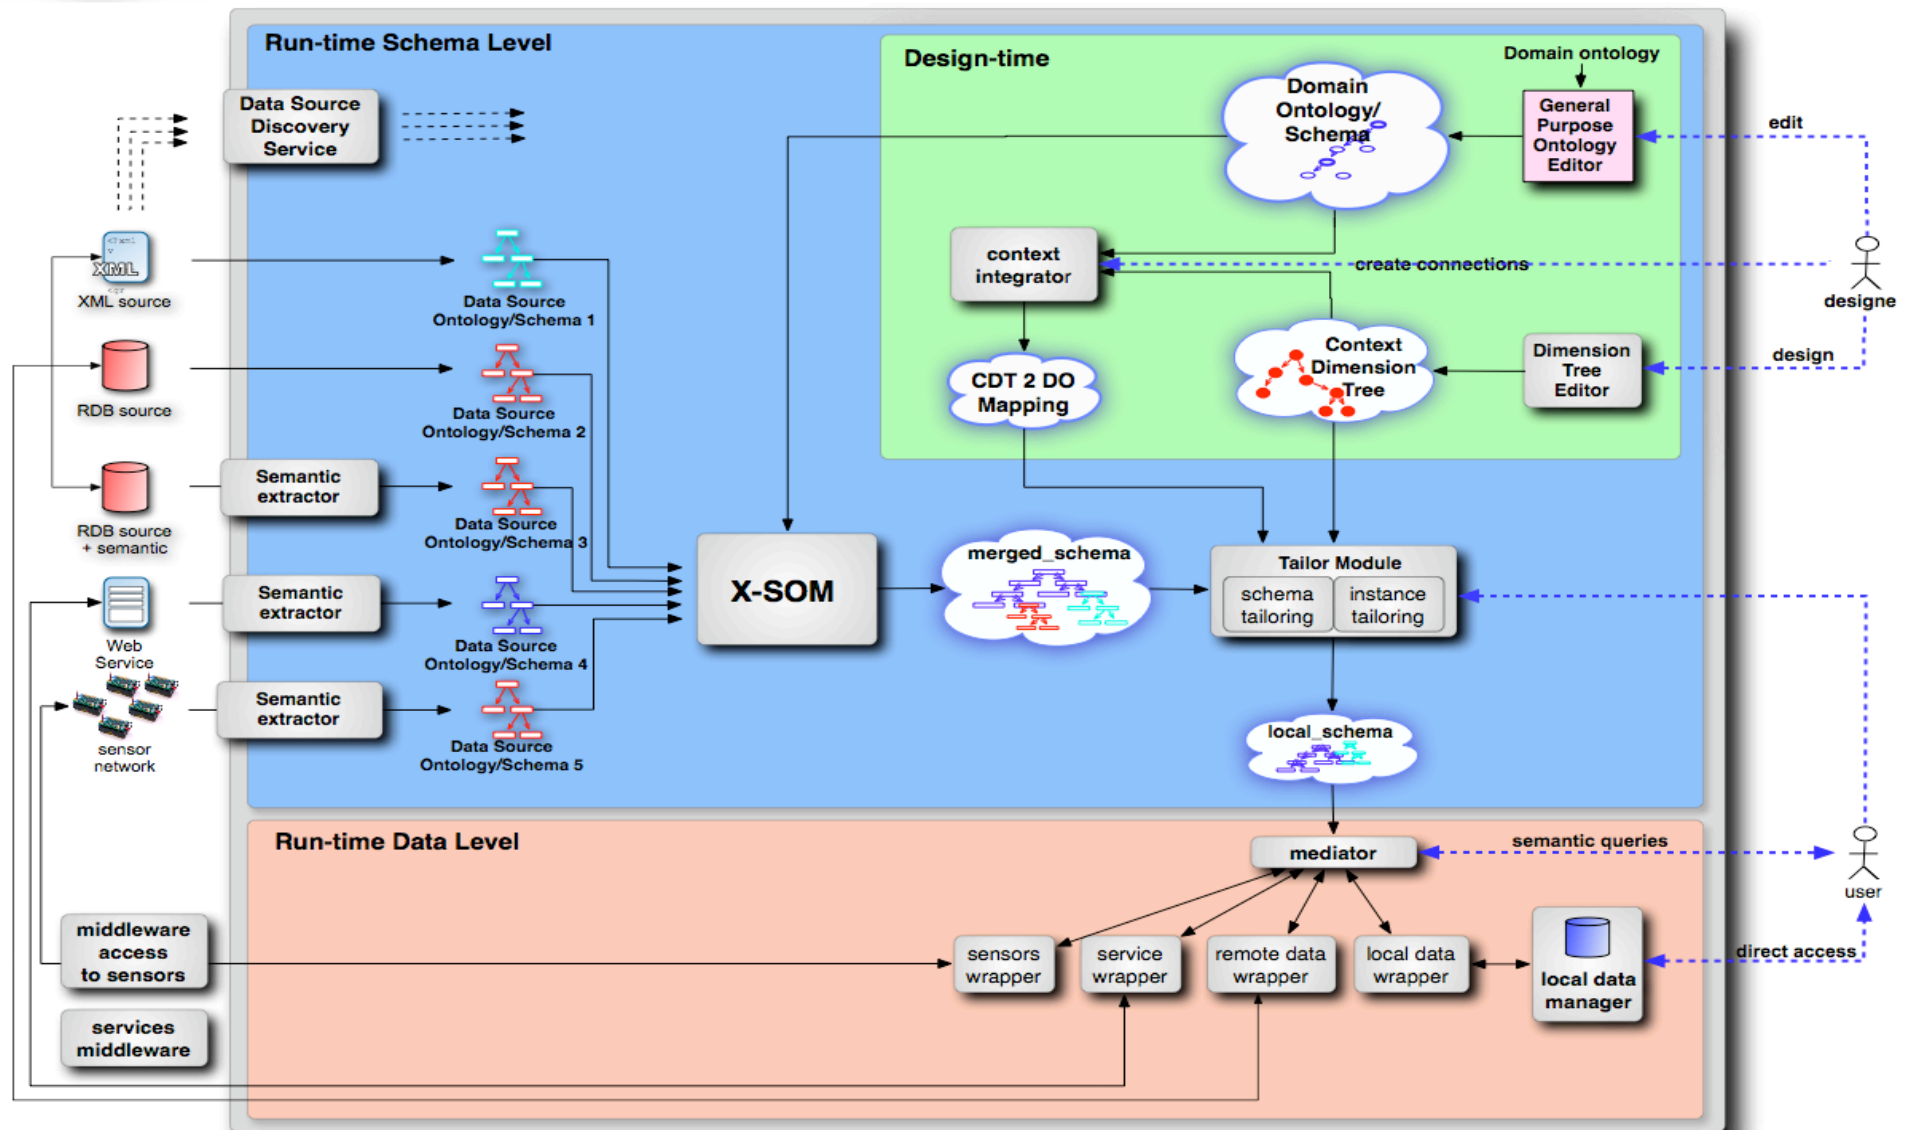 Run-time Schema Level
Design-time
Domain ontology
Data Source
Discovery
Service
Domain
Ontology/
Schema
General
Purpose
Ontology
Editor
edit
XML
XML source
Data Source
Ontology/Schema 1
context
integrator
create connections
designe
RDB source
Data Source
Ontology/Schema 2
CDT 2 DO
Mapping
Context
Dimension
Tree
Dimension
Tree
Editor
design
RDB source
+ semantic
Semantic
extractor
Data Source
Ontology/Schema 3
Web
Service
Semantic
extractor
Data Source
Ontology/Schema 4
X-SOM
merged_schema
Tailor Module
schema
tailoring
instance
tailoring
sensor
network
Semantic
extractor
Data Source
Ontology/Schema 5
local_schema
Run-time Data Level
mediator
semantic queries
user
middleware
access
to sensors
sensors
wrapper
service
wrapper
remote data
wrapper
local data
wrapper
local data
manager
direct access
services
middleware